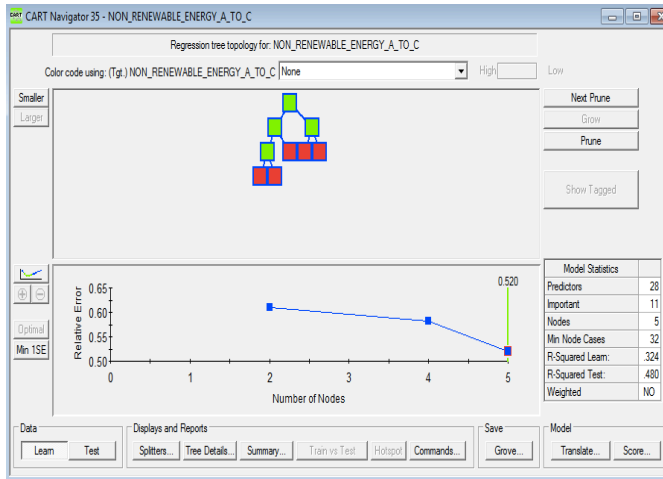 CART CART Navigator 35 - NON_RENEWABLE_ENERGY_A_TO_C
Regression tree topology for: NON_RENEWABLE_ENERGY_A_TO_C
Color code using: (Tgt.) NON_RENEWABLE_ENERGY_A_TO_C None High Low
Smaller
Larger
Next Prune
Grow
Prune
Show Tagged
Optimal
Min 1SE
Relative Error
0.65
0.60
0.55
0.50
0.520
0 1 2 3 4 5
Number of Nodes
Model Statistics
Predictors 28
Important 11
Nodes 5
Min Node Cases 32
R-Squared Learn: .324
R-Squared Test: .480
Weighted NO
Data
Learn Test
Displays and Reports
Splitters... Tree Details... Summary... Train vs Test Hotspot Commands...
Save
Grove...
Model
Translate... Score...